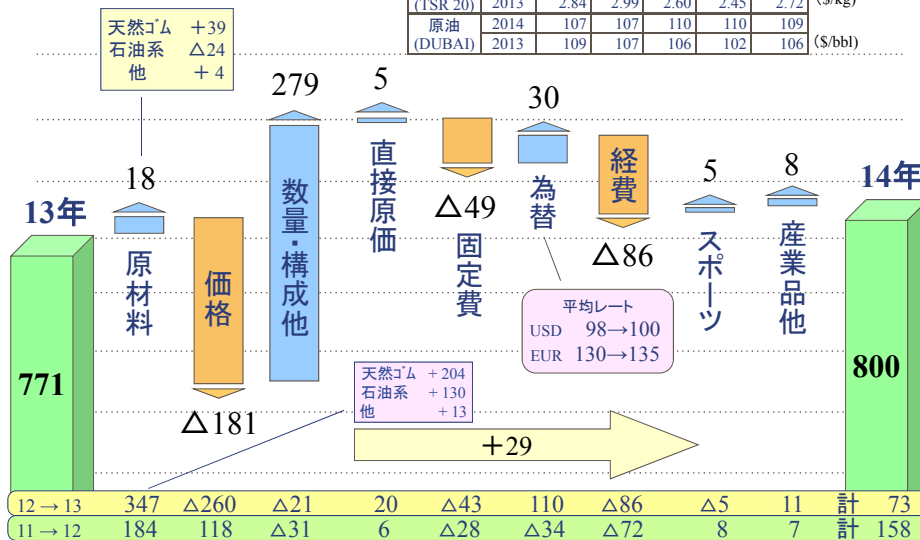 (TSR 20) 2013 2.84 2.99 2.60 2.45 2.72 ($/kg)
原油 2014 107 107 110 110 109
(DUBAI) 2013 109 107 106 102 106 ($/bbl)
天然ゴム +39
石油系 △24
他 +4
13年
771
18
原材料
価格
△181
279
数量・構成他
5
直接原価
△49
固定費
30
為替
経費
△86
5
スポーツ
8
産業品他
14年
800
平均レート
USD 98→100
EUR 130→135
天然ゴム +204
石油系 +130
他 +13
+29
12→13 347 △260 △21 20 △43 110 △86 △5 11 計 73
11→12 184 118 △31 6 △28 △34 △72 8 7 計 158